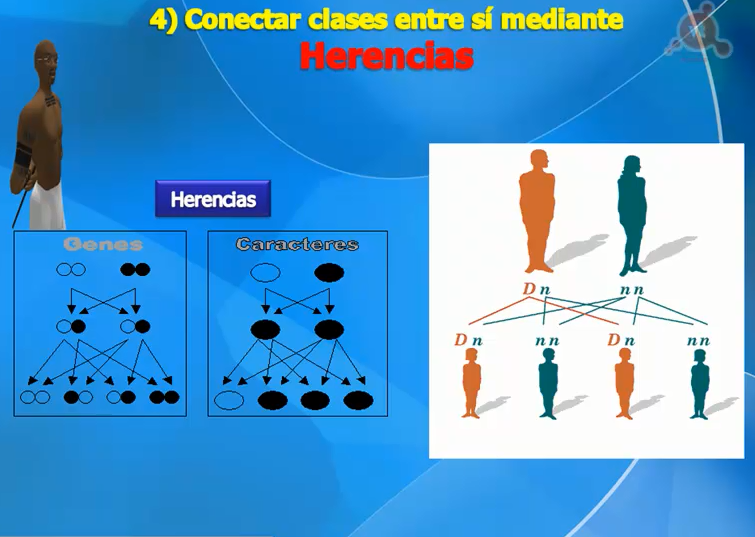 4) Conectar clases entre sí mediante
Herencias
Herencias
Genes
Caracteres
D n
n n
D n
n n
D n
n n